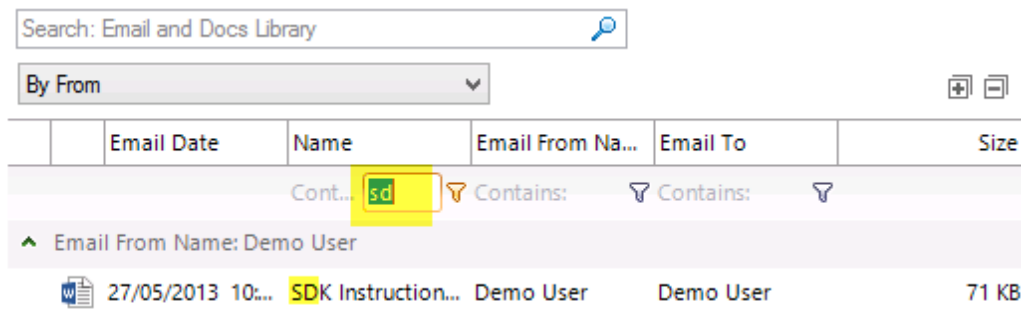 Search: Email and Docs Library
By From
Email Date Name Email From Na... Email To Size
Cont... sd Contains: Contains:
Email From Name: Demo User
27/05/2013 10:... SDK Instruction... Demo User Demo User 71 KB